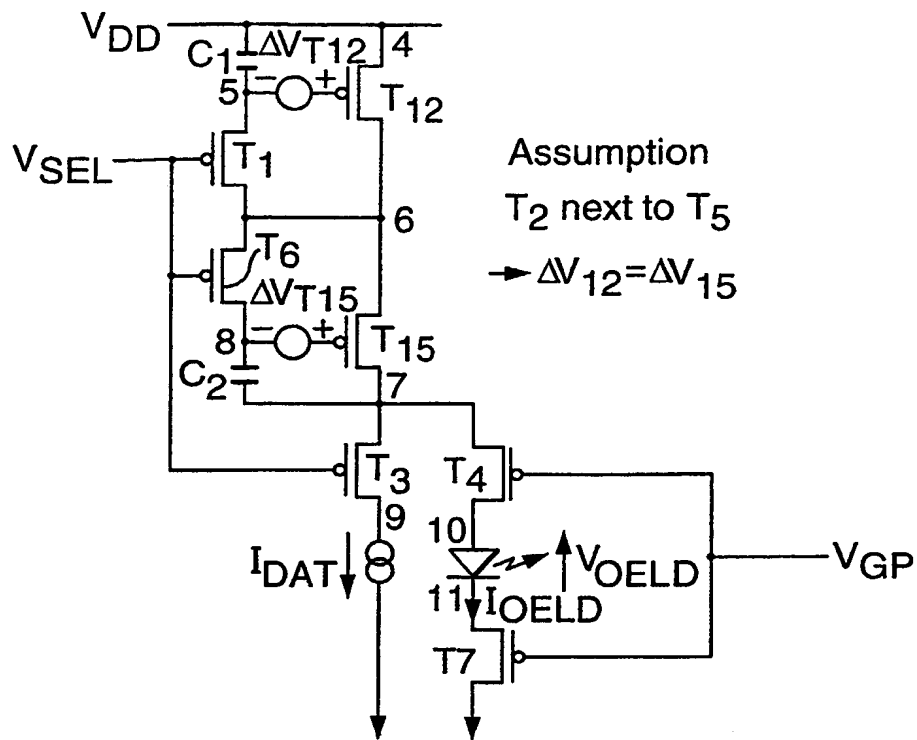 VDD
C1
ΔVT12
4
5
−
+
T12
VSEL
T1
Assumption
T2 next to T5
→ ΔV12=ΔV15
6
T6
ΔVT15
8
−
+
T15
C2
7
T3
T4
9
10
IDAT
VOELD
VGP
11
IOELD
T7